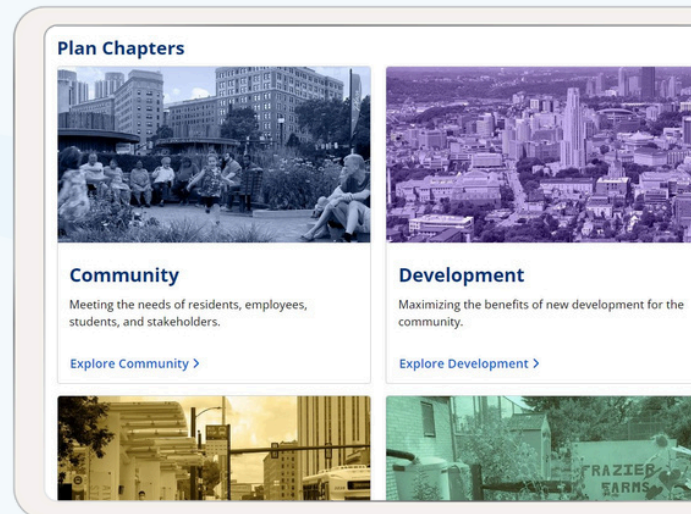 Plan Chapters
Community
Meeting the needs of residents, employees,
students, and stakeholders.
Explore Community >
Development
Maximizing the benefits of new development for the
community.
Explore Development >
FRAZIER
FARMS